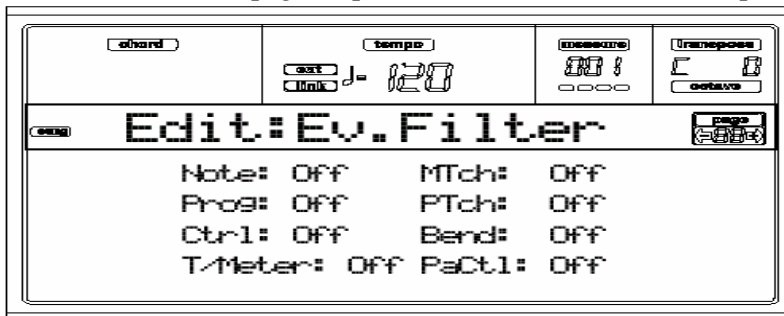 chord tempo measure transpose
ext link ♩= 120 001 C 0
octave
song Edit:Ev.Filter page
Note: Off MTch: Off
Prog: Off PTch: Off
Ctrl: Off Bend: Off
T/Meter: Off PaCtl: Off